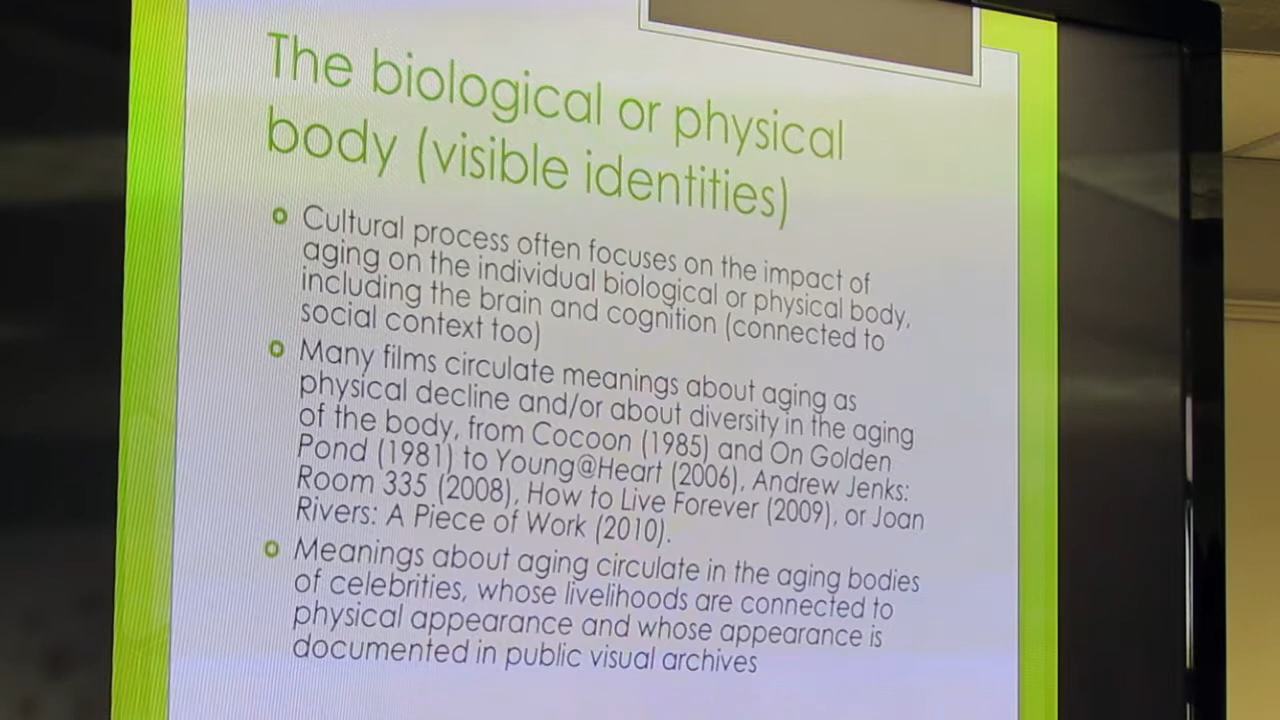 The biological or physical
body (visible identities)
Cultural process often focuses on the impact of
aging on the individual biological or physical body,
including the brain and cognition (connected to
social context too)
Many films circulate meanings about aging as
physical decline and/or about diversity in the aging
of the body, from Cocoon (1985) and On Golden
Pond (1981) to Young@Heart (2006), Andrew Jenks:
Room 335 (2008), How to Live Forever (2009), or Joan
Rivers: A Piece of Work (2010).
Meanings about aging circulate in the aging bodies
of celebrities, whose livelihoods are connected to
physical appearance and whose appearance is
documented in public visual archives